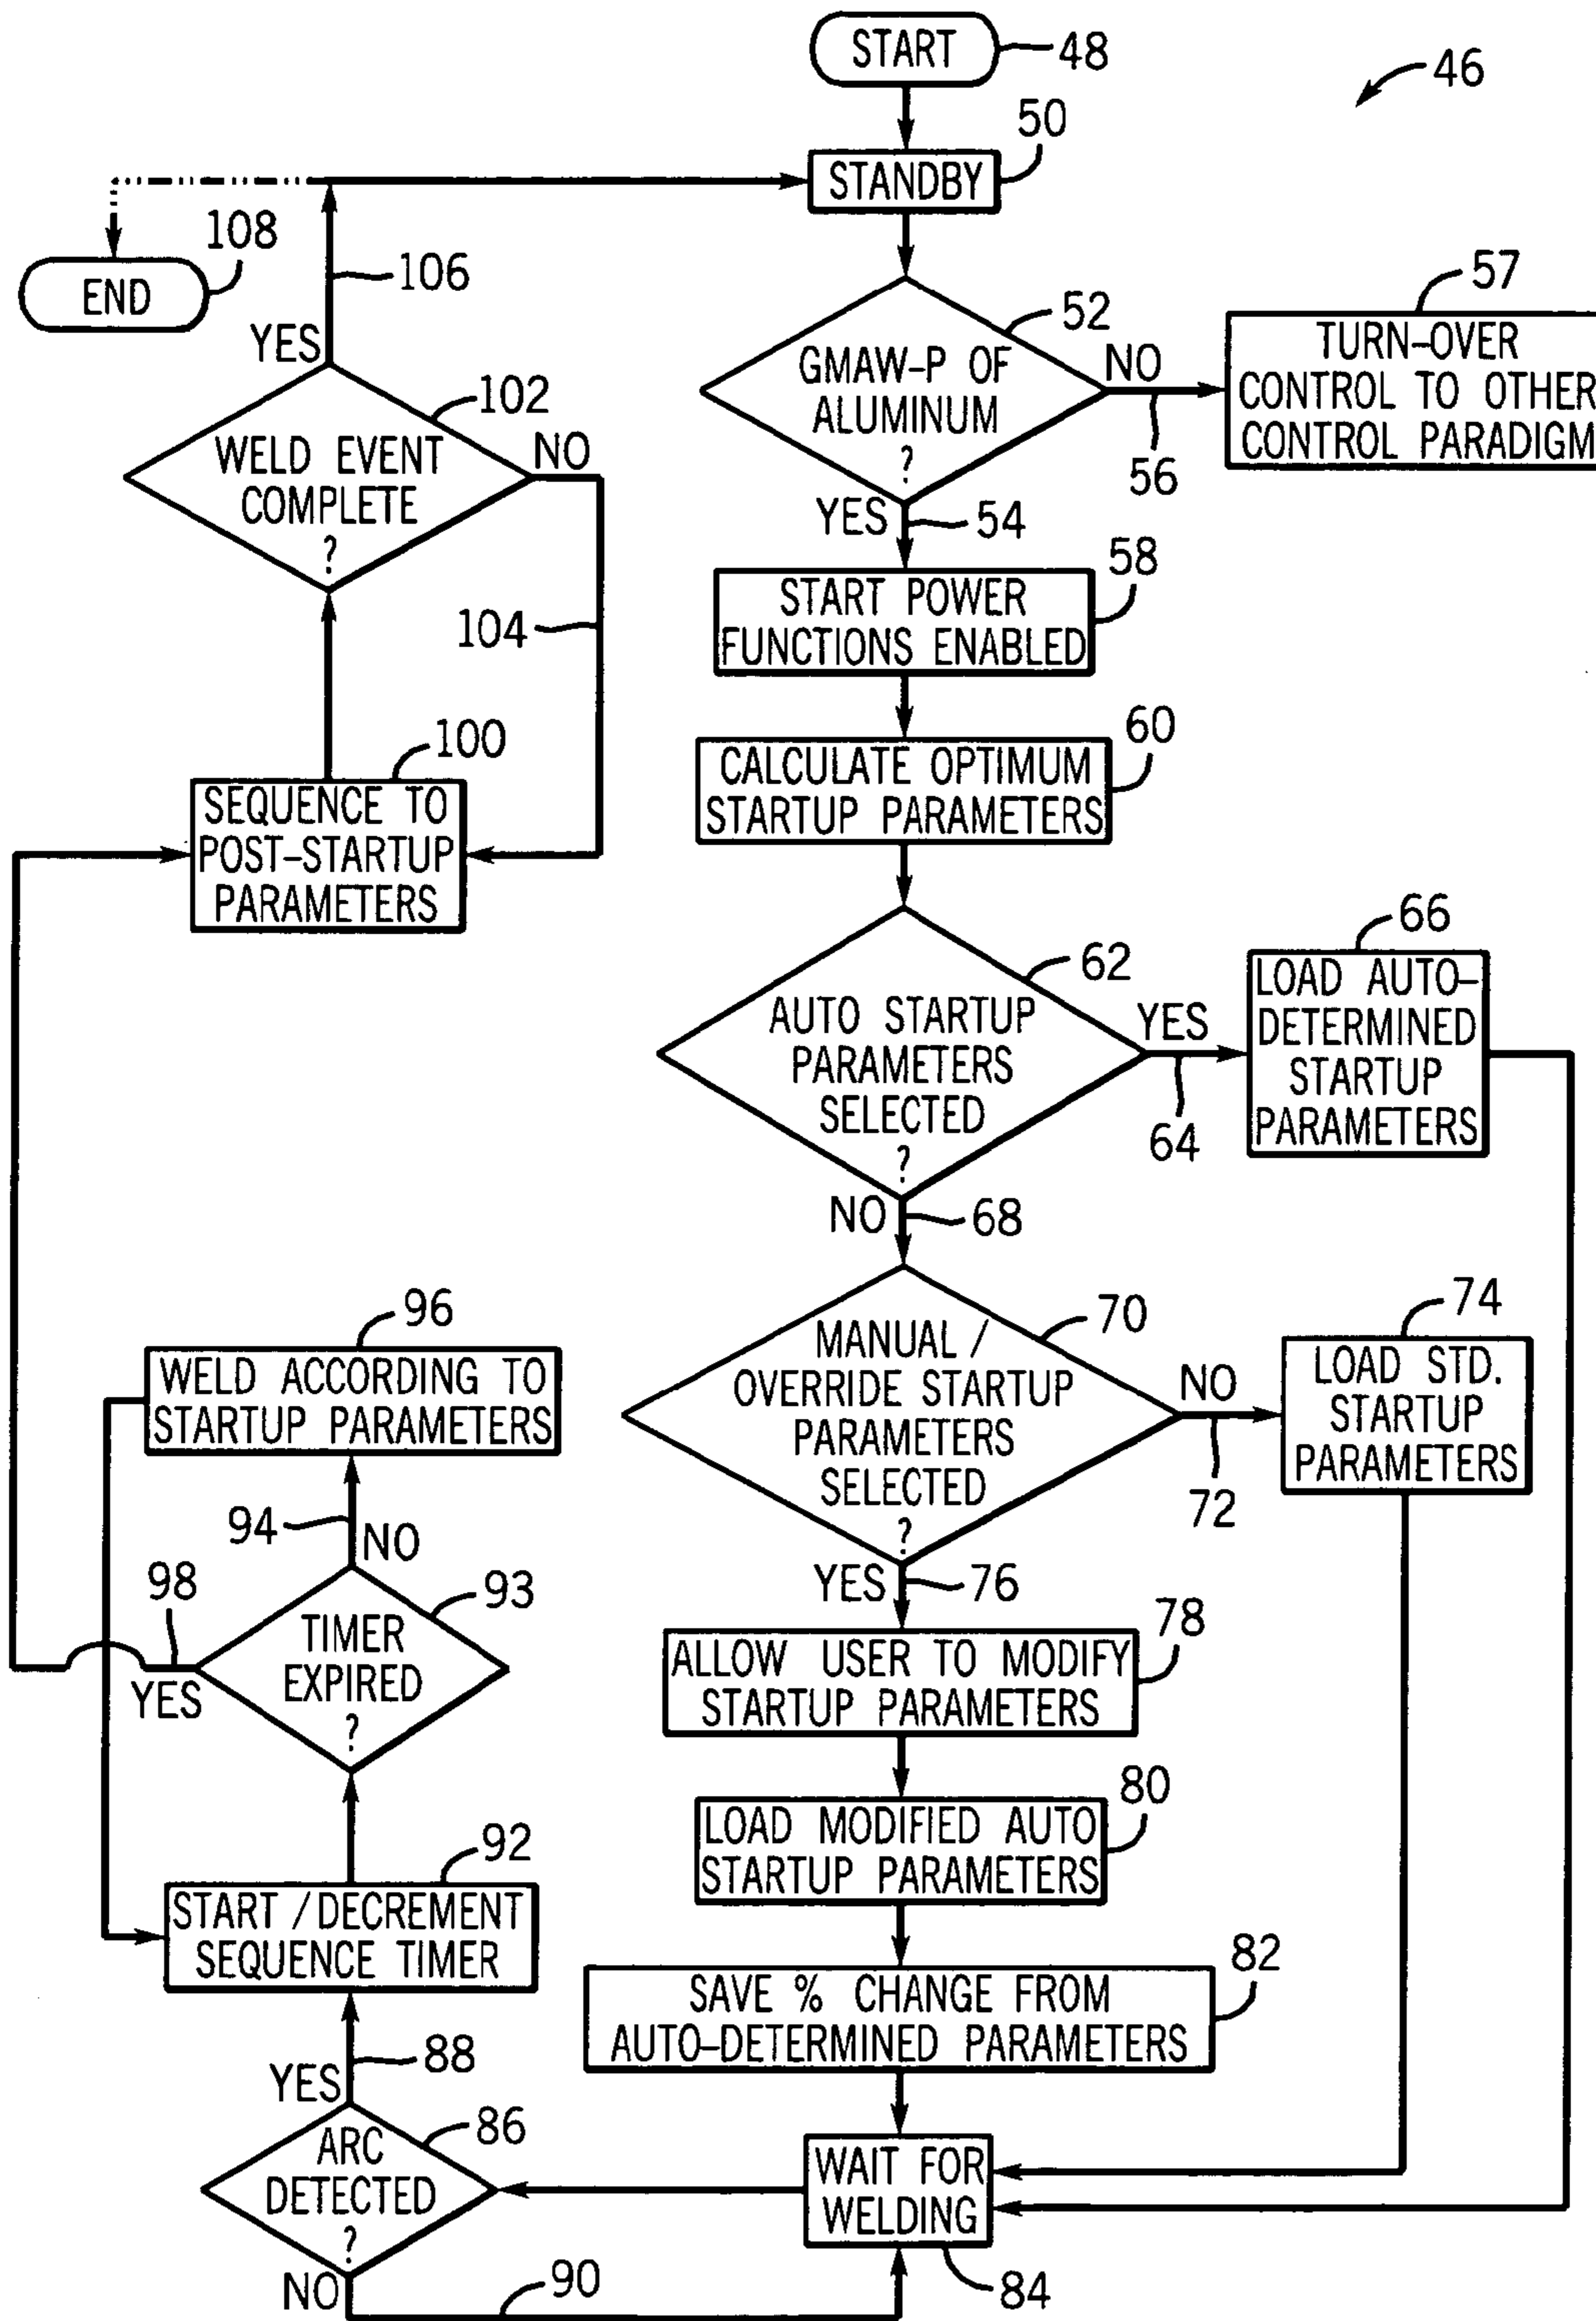 START
48
46
50
STANDBY
108
END
106
YES
52
GMAW-P OF
ALUMINUM
?
NO
56
57
TURN-OVER
CONTROL TO OTHER
CONTROL PARADIGM
YES
54
102
WELD EVENT
COMPLETE
?
NO
104
58
START POWER
FUNCTIONS ENABLED
60
CALCULATE OPTIMUM
STARTUP PARAMETERS
100
SEQUENCE TO
POST-STARTUP
PARAMETERS
62
AUTO STARTUP
PARAMETERS
SELECTED
?
YES
64
66
LOAD AUTO-
DETERMINED
STARTUP
PARAMETERS
NO
68
70
MANUAL /
OVERRIDE STARTUP
PARAMETERS
SELECTED
?
NO
72
74
LOAD STD.
STARTUP
PARAMETERS
YES
76
96
WELD ACCORDING TO
STARTUP PARAMETERS
94
NO
98
YES
93
TIMER
EXPIRED
?
78
ALLOW USER TO MODIFY
STARTUP PARAMETERS
80
LOAD MODIFIED AUTO
STARTUP PARAMETERS
92
START / DECREMENT
SEQUENCE TIMER
82
SAVE % CHANGE FROM
AUTO-DETERMINED PARAMETERS
88
YES
86
ARC
DETECTED
?
NO
90
WAIT FOR
WELDING
84